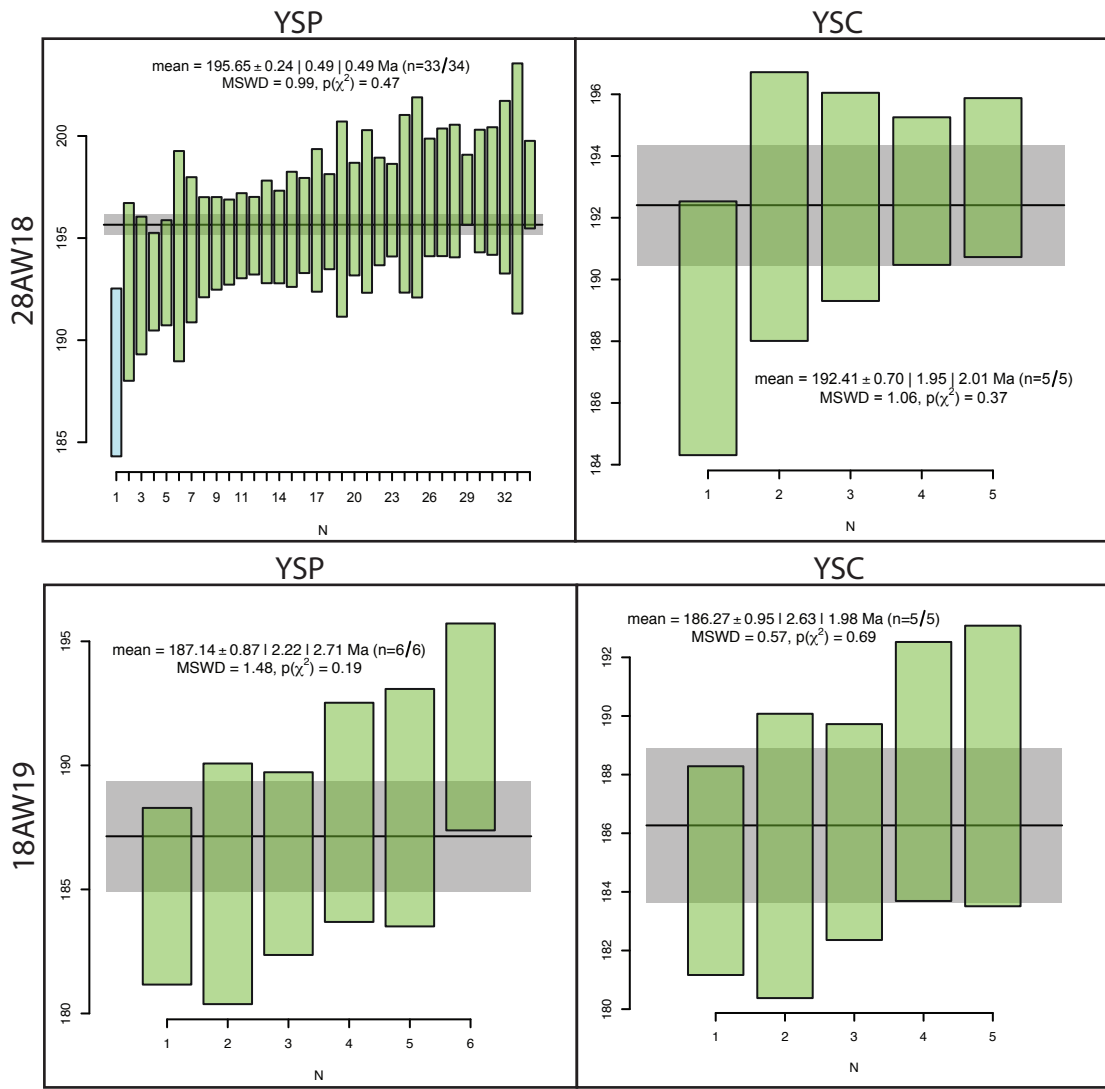 YSP
YSC
28AW18
mean = 195.65 ± 0.24 | 0.49 | 0.49 Ma (n=33/34)
MSWD = 0.99, p(χ²) = 0.47
200
195
190
185
1 3 5 7 9 11 14 17 20 23 26 29 32
N
196
194
192
190
188
186
184
mean = 192.41 ± 0.70 | 1.95 | 2.01 Ma (n=5/5)
MSWD = 1.06, p(χ²) = 0.37
1 2 3 4 5
N
YSP
YSC
18AW19
mean = 187.14 ± 0.87 | 2.22 | 2.71 Ma (n=6/6)
MSWD = 1.48, p(χ²) = 0.19
195
190
185
180
1 2 3 4 5 6
N
mean = 186.27 ± 0.95 | 2.63 | 1.98 Ma (n=5/5)
MSWD = 0.57, p(χ²) = 0.69
192
190
188
186
184
182
180
1 2 3 4 5
N